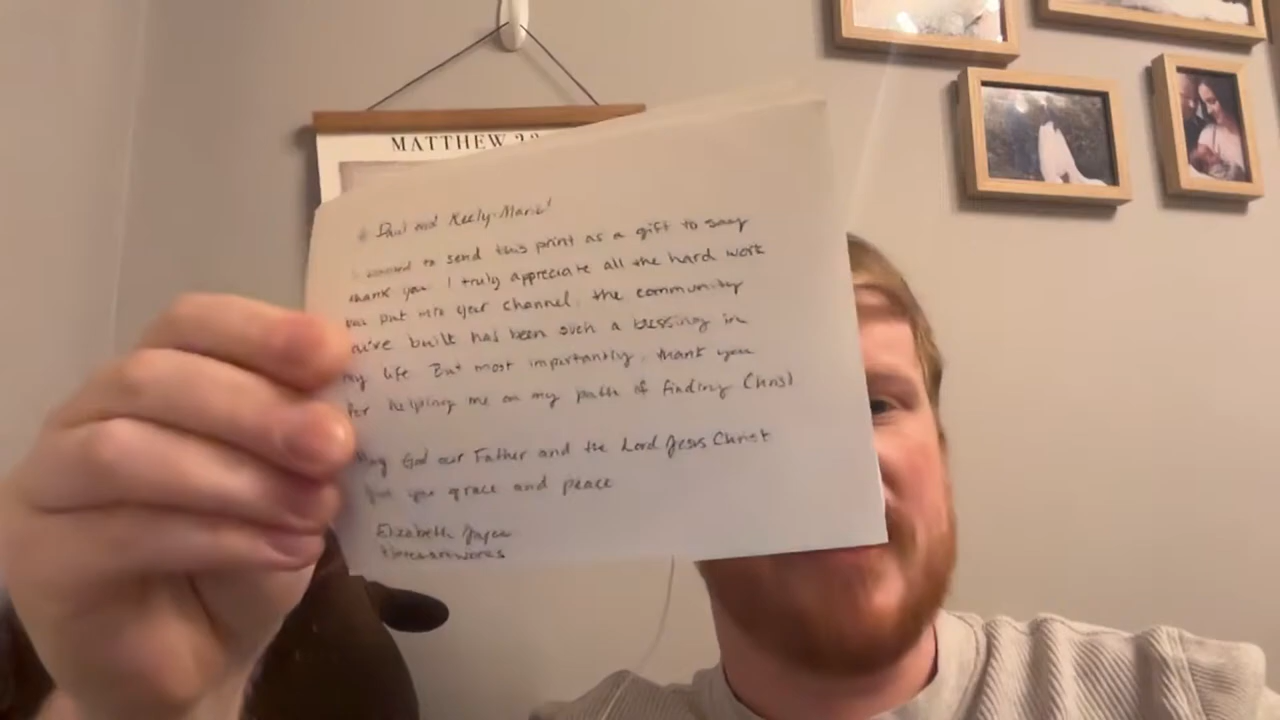 MATTHEW
Paul and Keely-Marie!
I wanted to send this print as a gift to say
thank you. I truly appreciate all the hard work
you put into your channel. The community
you've built has been such a blessing in
my life. But most importantly, thank you
for helping me on my path of finding Christ
May God our Father and the Lord Jesus Christ
give you grace and peace
Elizabeth